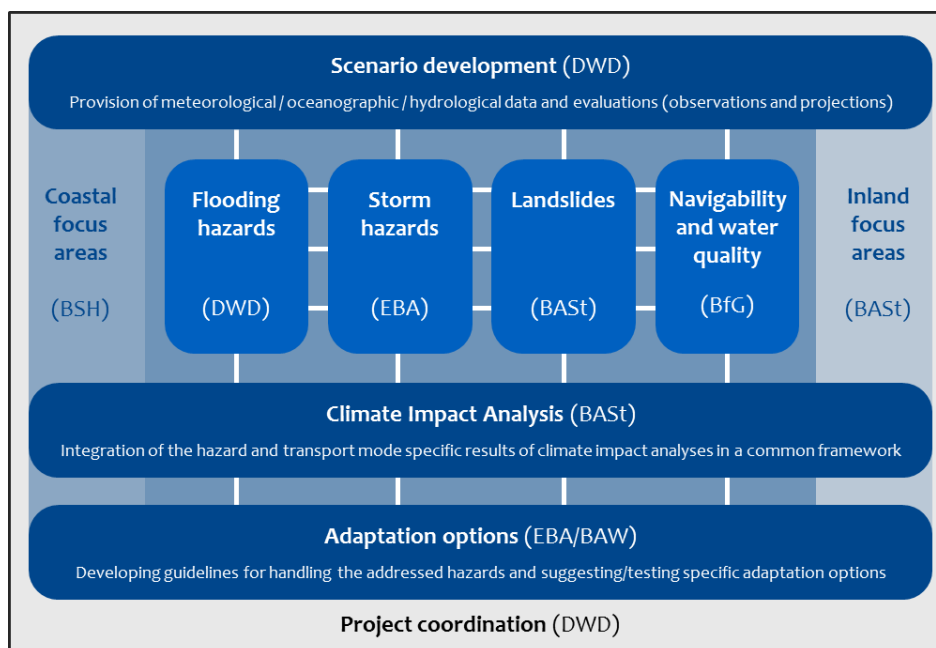 Scenario development (DWD)
Provision of meteorological / oceanographic / hydrological data and evaluations (observations and projections)
Coastal
focus
areas
(BSH)
Flooding
hazards
(DWD)
Storm
hazards
(EBA)
Landslides
(BASt)
Navigability
and water
quality
(BfG)
Inland
focus
areas
(BASt)
Climate Impact Analysis (BASt)
Integration of the hazard and transport mode specific results of climate impact analyses in a common framework
Adaptation options (EBA/BAW)
Developing guidelines for handling the addressed hazards and suggesting/testing specific adaptation options
Project coordination (DWD)